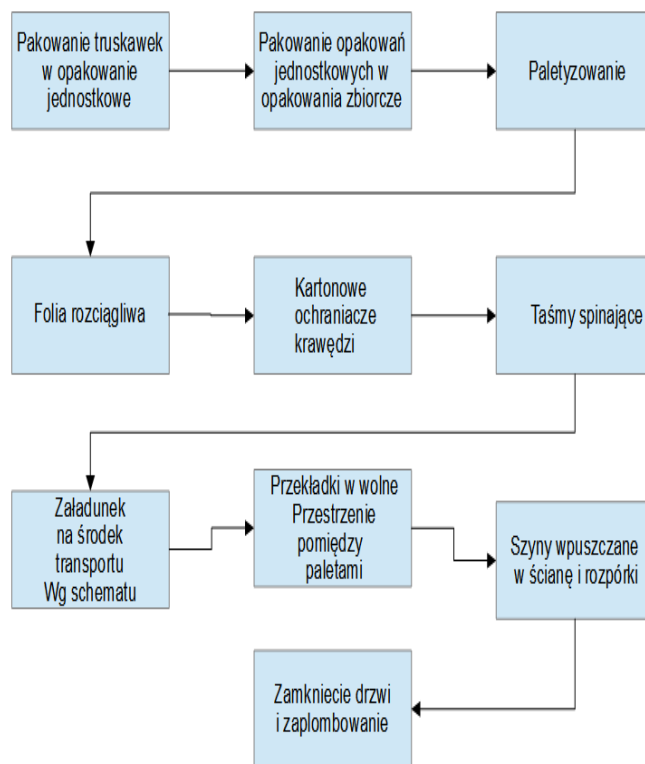 Pakowanie truskawek
w opakowanie
jednostkowe
Pakowanie opakowań
jednostkowych w
opakowania zbiorcze
Paletyzowanie
Folia rozciągliwa
Kartonowe
ochraniacze
krawędzi
Taśmy spinające
Załadunek
na środek
transportu
Wg schematu
Przekładki w wolne
Przestrzenie
pomiędzy
paletami
Szyny wpuszczane
w ścianę i rozpórki
Zamkniecie drzwi
i zaplombowanie